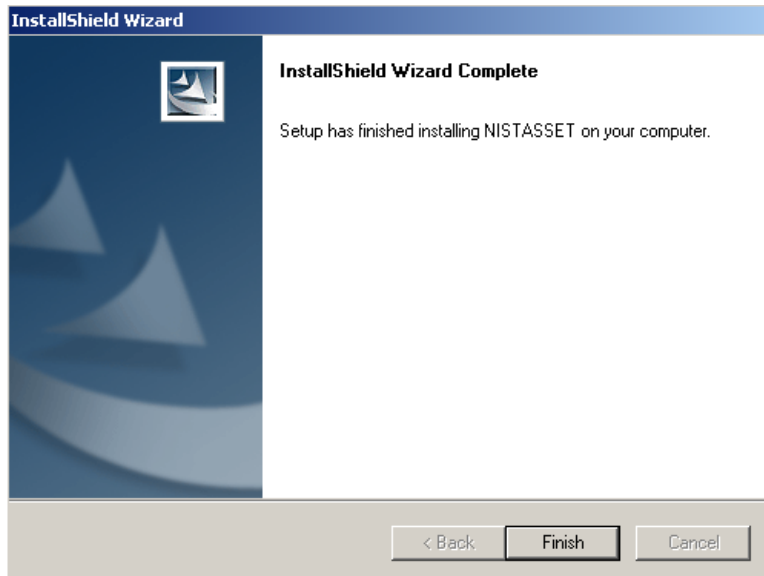 InstallShield Wizard
InstallShield Wizard Complete
Setup has finished installing NISTASSET on your computer.
< Back
Finish
Cancel